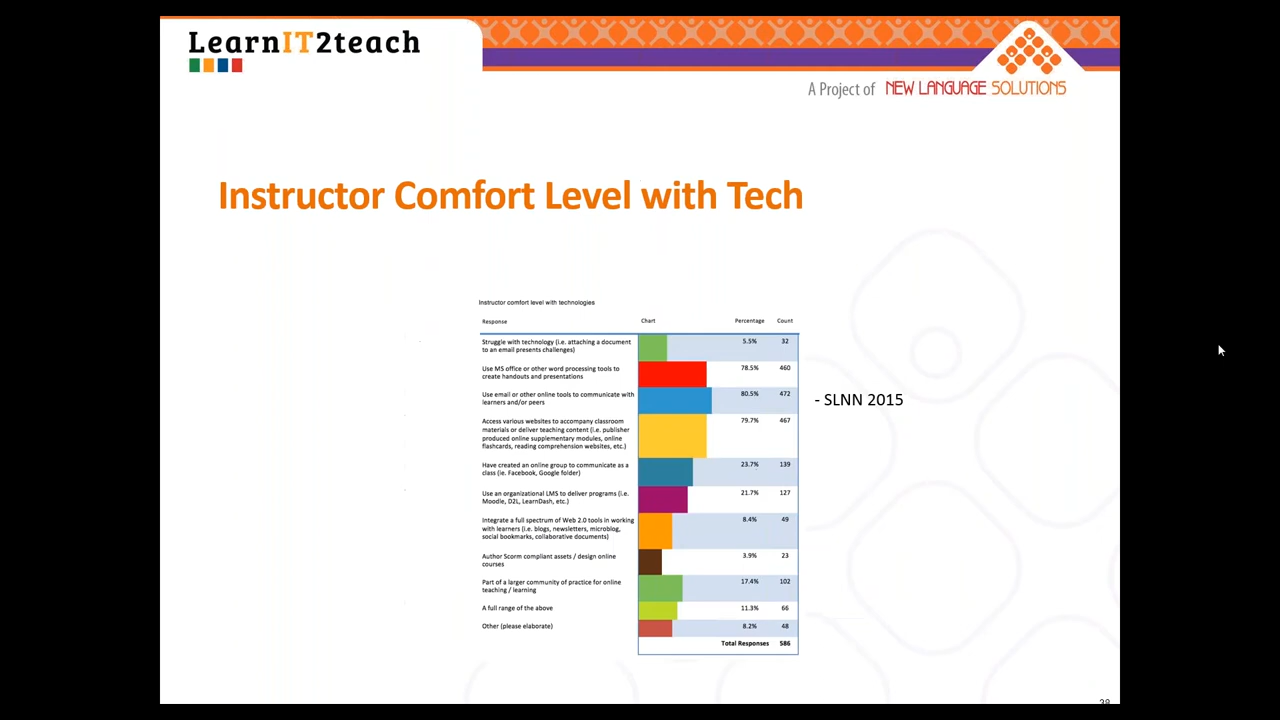 LearnIT2teach
A Project of NEW LANGUAGE SOLUTIONS
Instructor Comfort Level with Tech
Instructor comfort level with technologies
Response Chart Percentage Count
Struggle with technology (i.e. attaching a document 5.5% 32
to an email presents challenges)
Use MS office or other word processing tools to 78.5% 460
create handouts and presentations
Use email or other online tools to communicate with 80.5% 472
learners and/or peers
- SLNN 2015
Access various websites to accompany classroom 79.7% 467
materials or deliver teaching content (i.e. publisher
produced online supplementary modules, online
flashcards, reading comprehension websites, etc.)
Have created an online group to communicate as a 23.7% 139
class (ie. Facebook, Google folder)
Use an organizational LMS to deliver programs (i.e. 21.7% 127
Moodle, D2L, LearnDash, etc.)
Integrate a full spectrum of Web 2.0 tools in working 8.4% 49
with learners (i.e. blogs, newsletters, microblog,
social bookmarks, collaborative documents)
Author Scorm compliant assets / design online 3.9% 23
courses
Part of a larger community of practice for online 17.4% 102
teaching / learning
A full range of the above 11.3% 66
Other (please elaborate) 8.2% 48
Total Responses 586